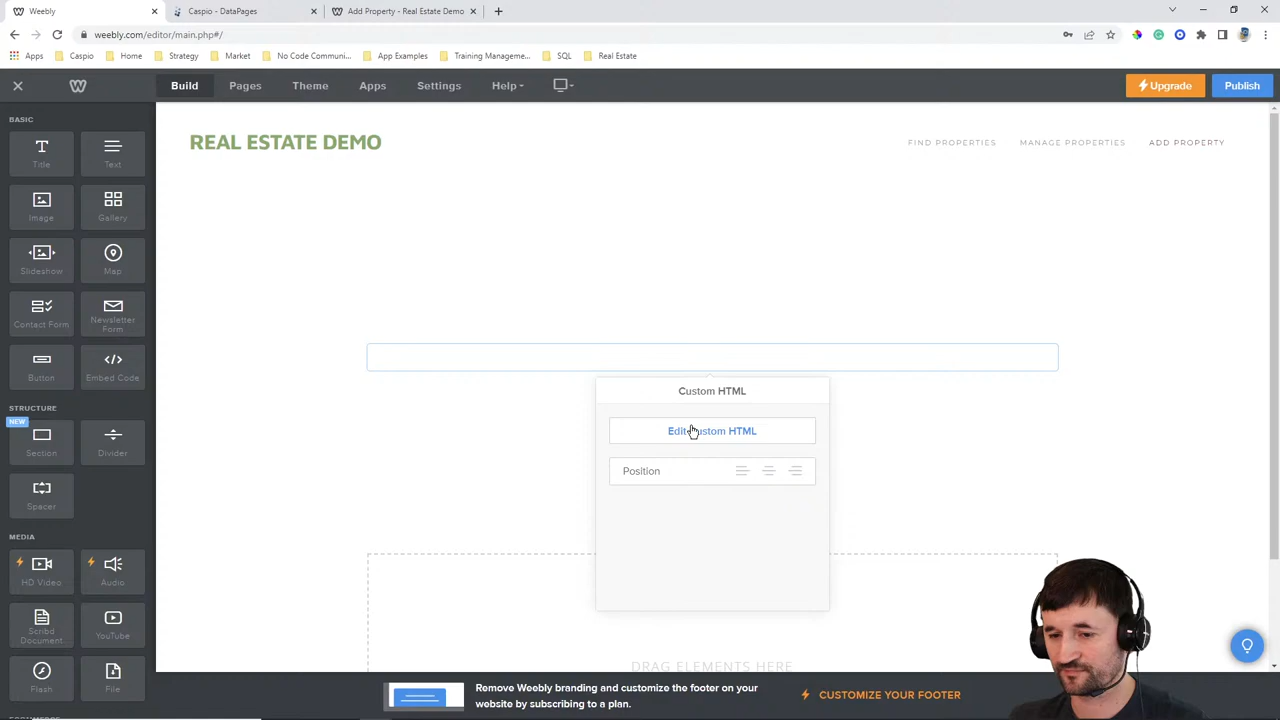 Weebly
Caspio - DataPages
Add Property - Real Estate Demo
weebly.com/editor/main.php#/
Apps
Caspio
Home
Strategy
Market
No Code Communi...
App Examples
Training Manageme...
SQL
Real Estate
Build
Pages
Theme
Apps
Settings
Help
Upgrade
Publish
BASIC
Title
Text
Image
Gallery
Slideshow
Map
Contact Form
Newsletter
Form
Button
Embed Code
STRUCTURE
NEW
Section
Divider
Spacer
MEDIA
HD Video
Audio
Scribd
Document
YouTube
Flash
File
REAL ESTATE DEMO
FIND PROPERTIES
MANAGE PROPERTIES
ADD PROPERTY
Custom HTML
Edit Custom HTML
Position
DRAG ELEMENTS HERE
Remove Weebly branding and customize the footer on your
website by subscribing to a plan.
CUSTOMIZE YOUR FOOTER